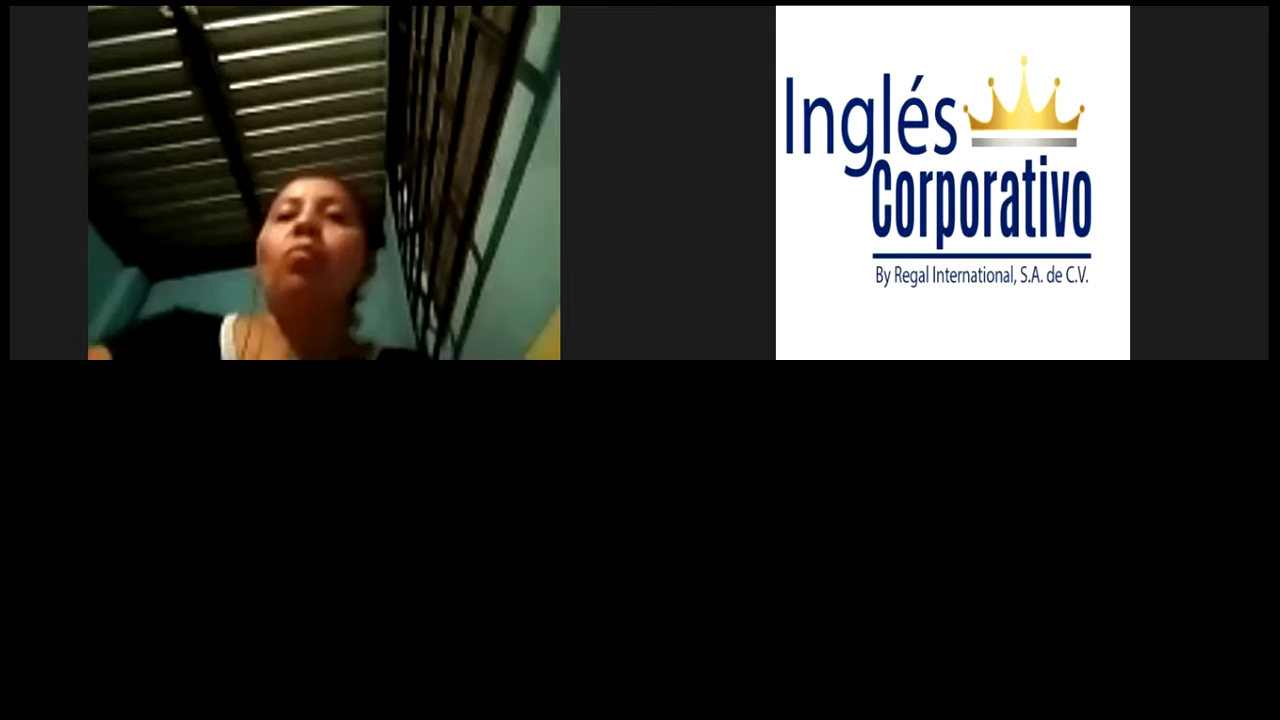 Inglés
Corporativo
By Regal International, S.A. de C.V.